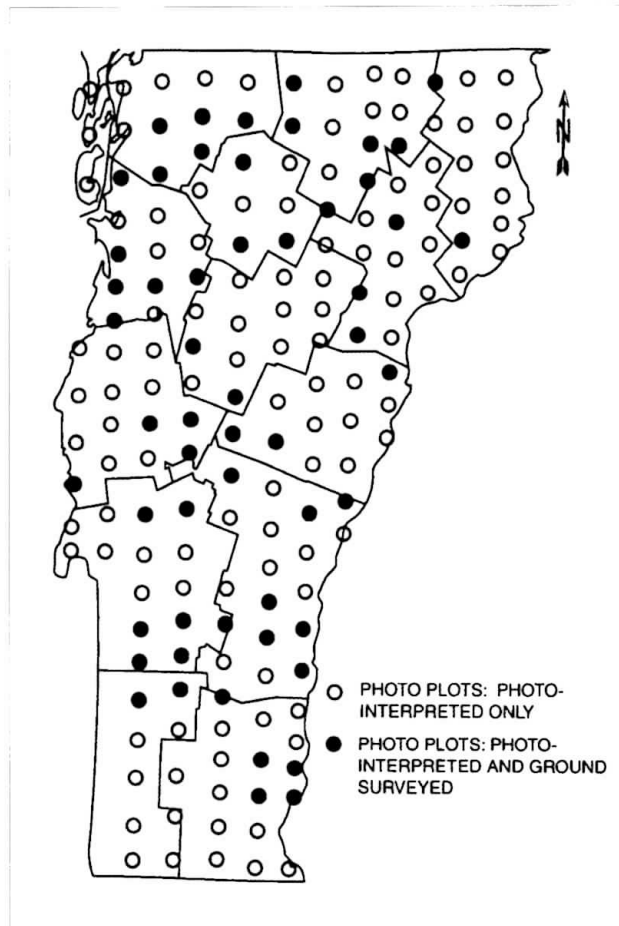 N
PHOTO PLOTS: PHOTO-
INTERPRETED ONLY
PHOTO PLOTS: PHOTO-
INTERPRETED AND GROUND
SURVEYED